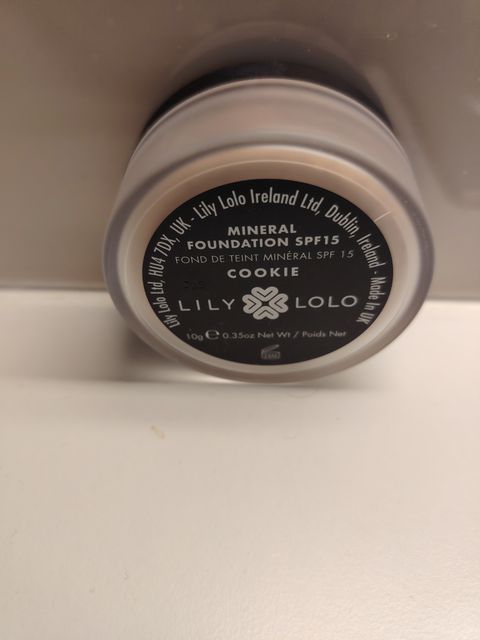 Lily Lolo Ltd, HU4 7DX, UK - Lily Lolo Ireland Ltd, Dublin, Ireland - Made in UK
MINERAL
FOUNDATION SPF15
FOND DE TEINT MINÉRAL SPF 15
COOKIE
LILY LOLO
10g ℮ 0.35oz Net Wt / Poids Net